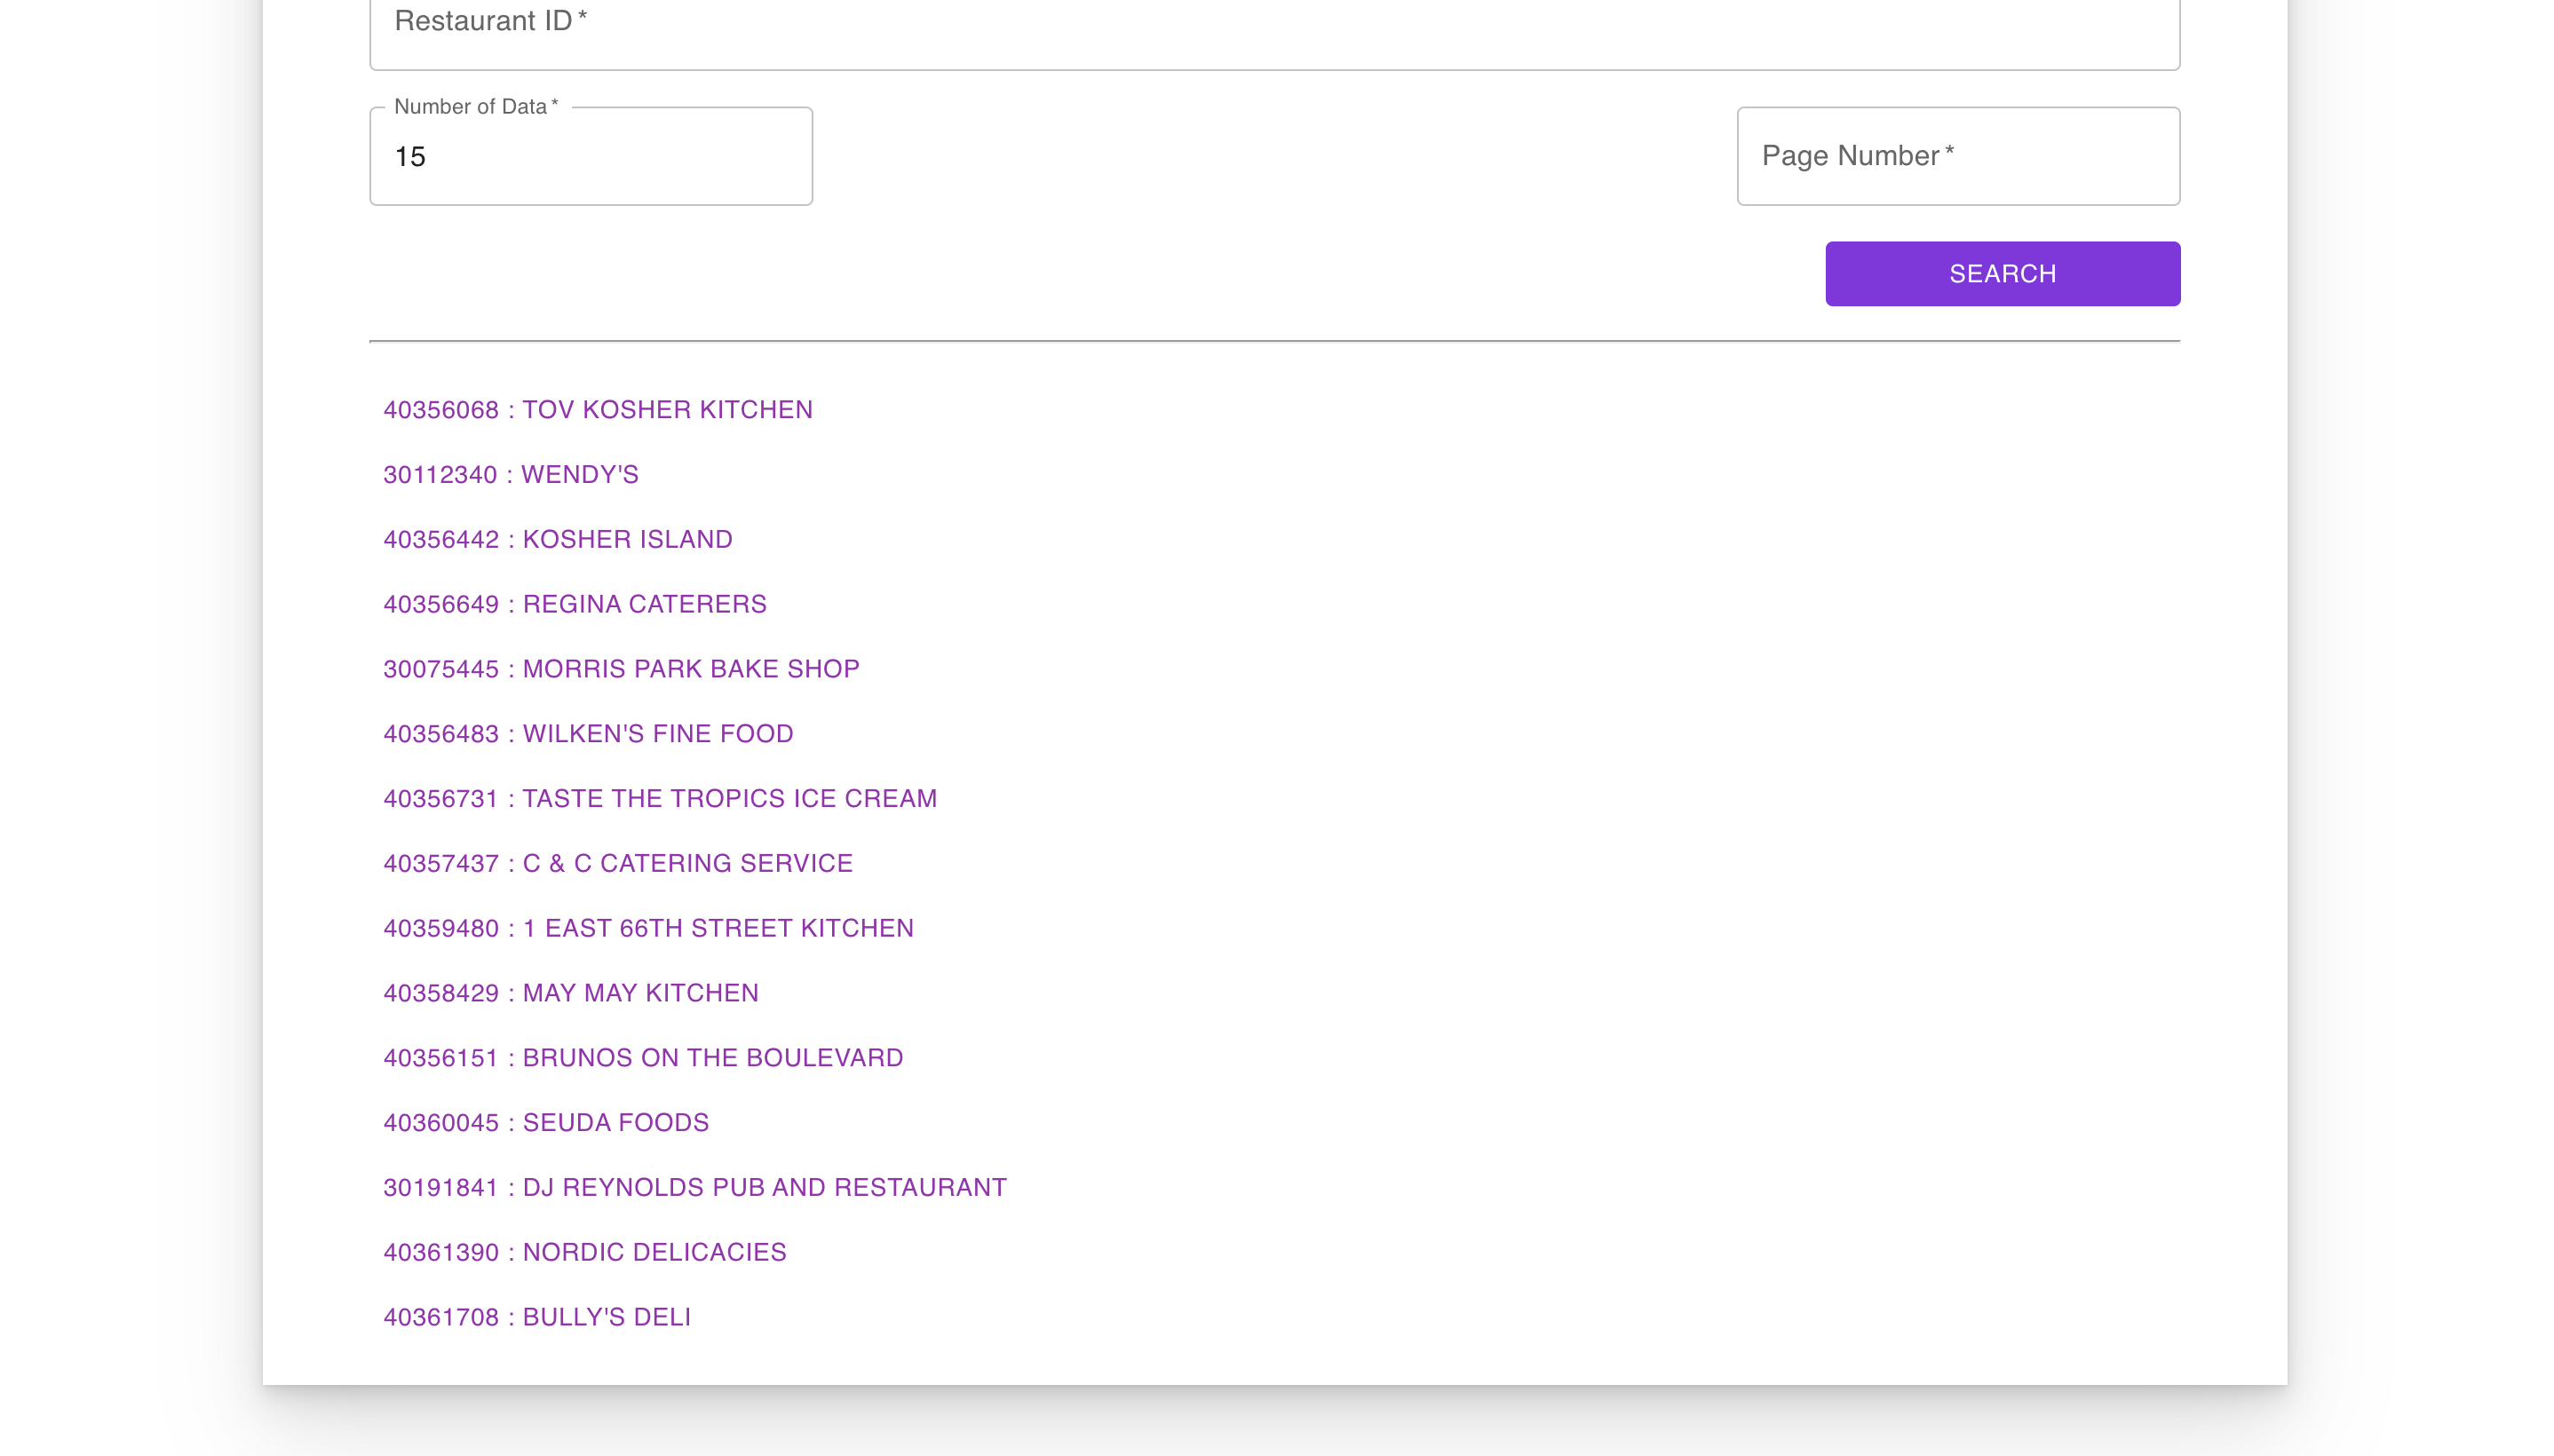 Restaurant ID *
Number of Data *
15
Page Number *
SEARCH
40356068 : TOV KOSHER KITCHEN
30112340 : WENDY'S
40356442 : KOSHER ISLAND
40356649 : REGINA CATERERS
30075445 : MORRIS PARK BAKE SHOP
40356483 : WILKEN'S FINE FOOD
40356731 : TASTE THE TROPICS ICE CREAM
40357437 : C & C CATERING SERVICE
40359480 : 1 EAST 66TH STREET KITCHEN
40358429 : MAY MAY KITCHEN
40356151 : BRUNOS ON THE BOULEVARD
40360045 : SEUDA FOODS
30191841 : DJ REYNOLDS PUB AND RESTAURANT
40361390 : NORDIC DELICACIES
40361708 : BULLY'S DELI